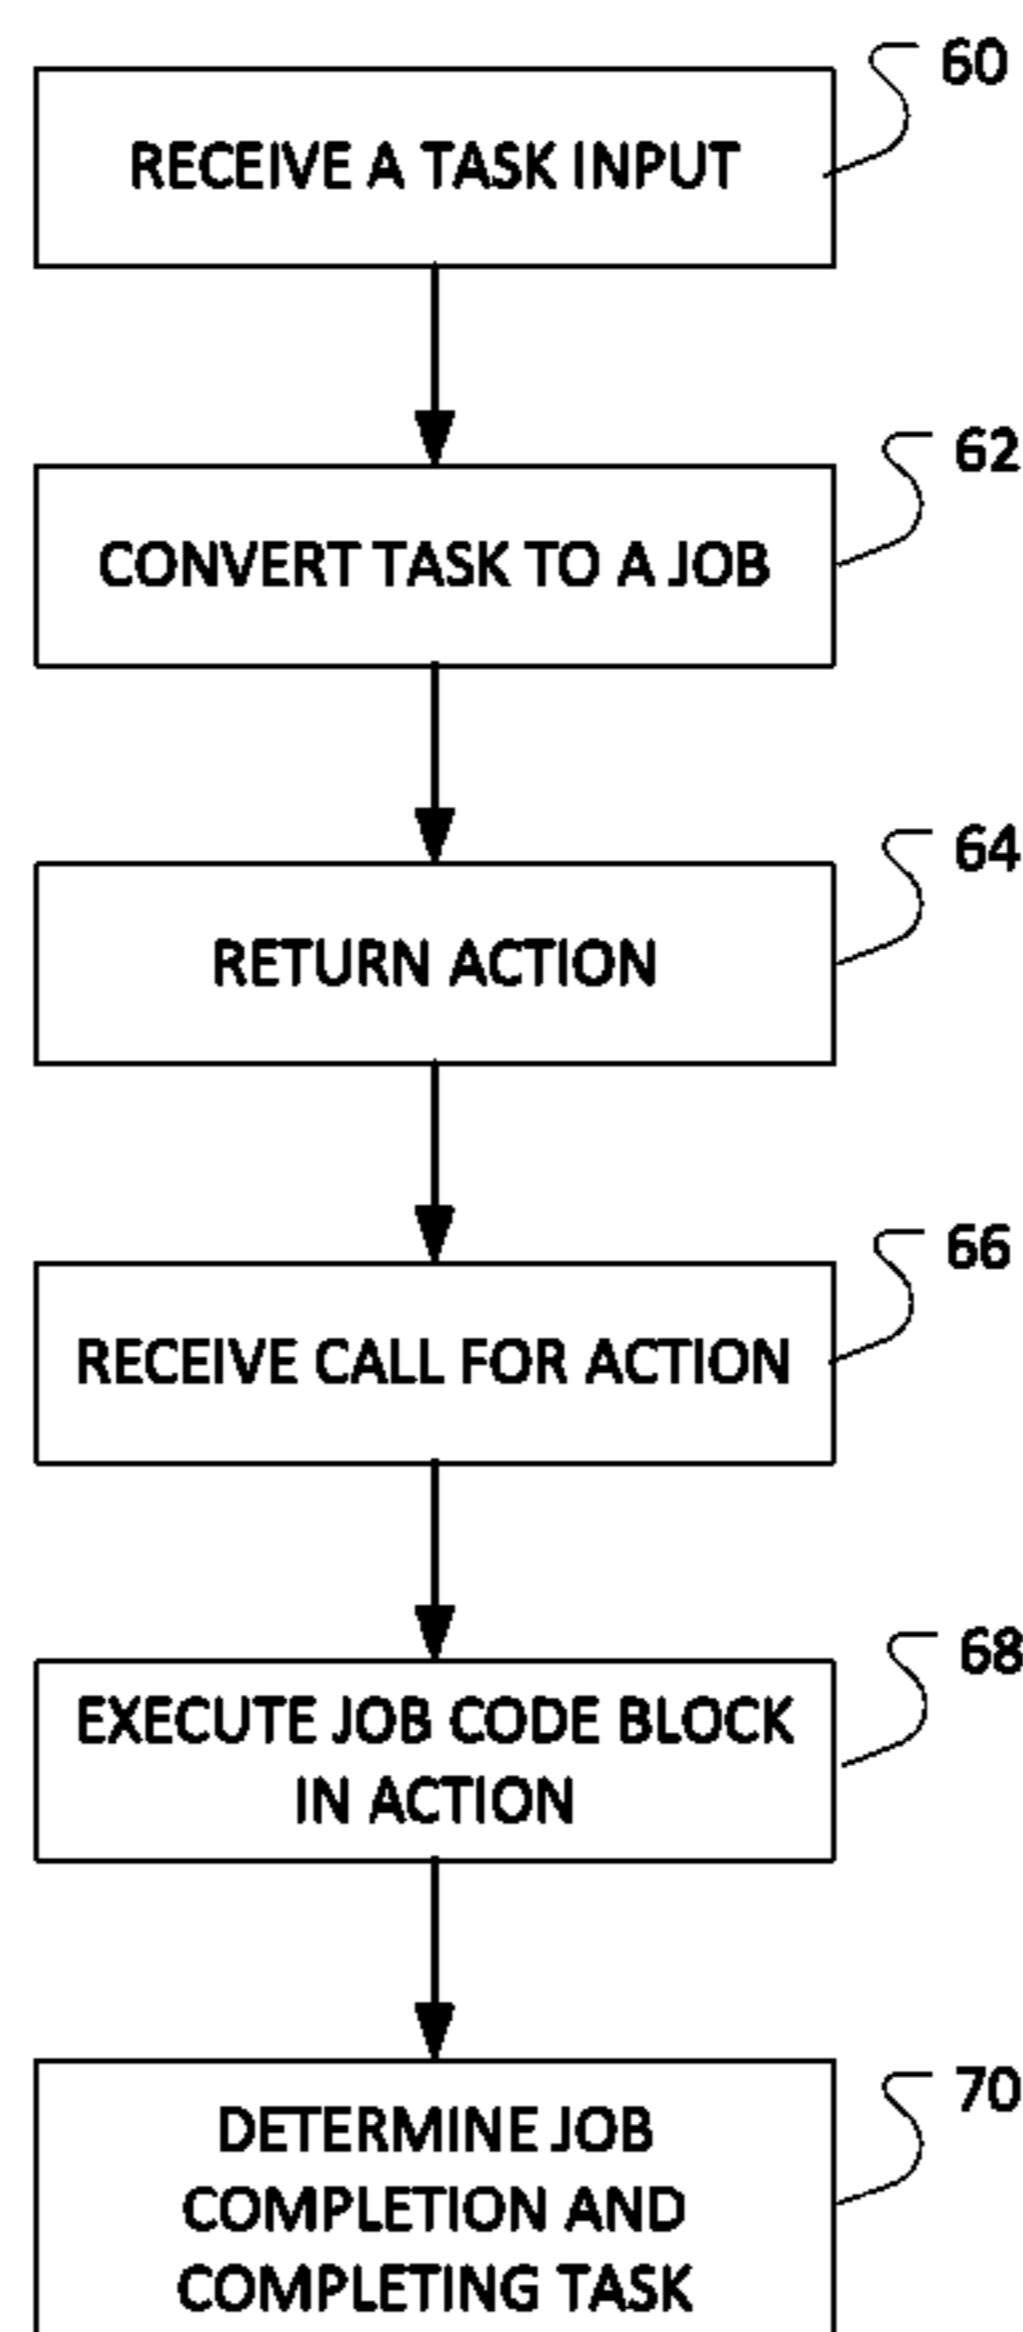 60
RECEIVE A TASK INPUT
62
CONVERT TASK TO A JOB
64
RETURN ACTION
66
RECEIVE CALL FOR ACTION
68
EXECUTE JOB CODE BLOCK
IN ACTION
70
DETERMINE JOB
COMPLETION AND
COMPLETING TASK